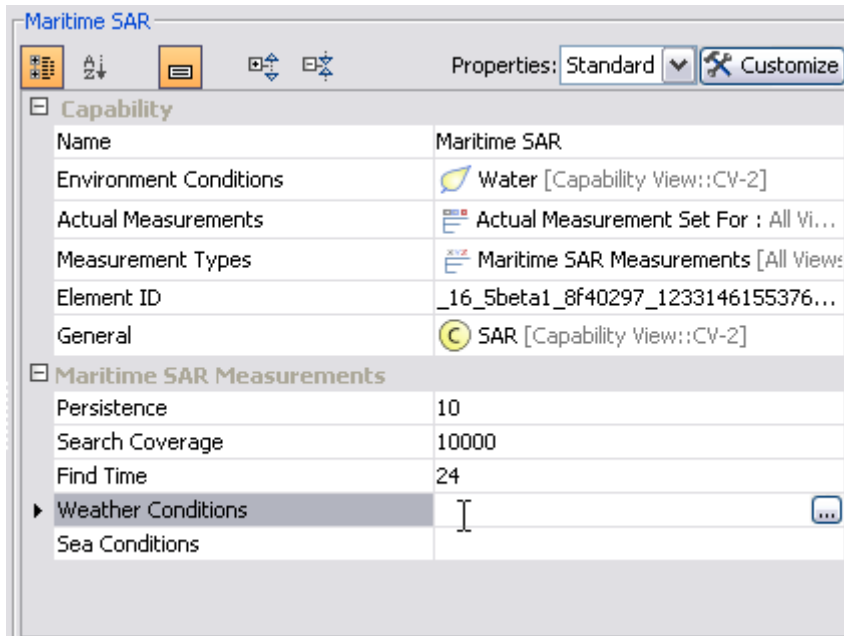 Maritime SAR
Properties: Standard Customize
Capability
Name Maritime SAR
Environment Conditions Water [Capability View::CV-2]
Actual Measurements Actual Measurement Set For : All Vi...
Measurement Types Maritime SAR Measurements [All Views
Element ID _16_5beta1_8f40297_1233146155376...
General C SAR [Capability View::CV-2]
Maritime SAR Measurements
Persistence 10
Search Coverage 10000
Find Time 24
Weather Conditions ...
Sea Conditions